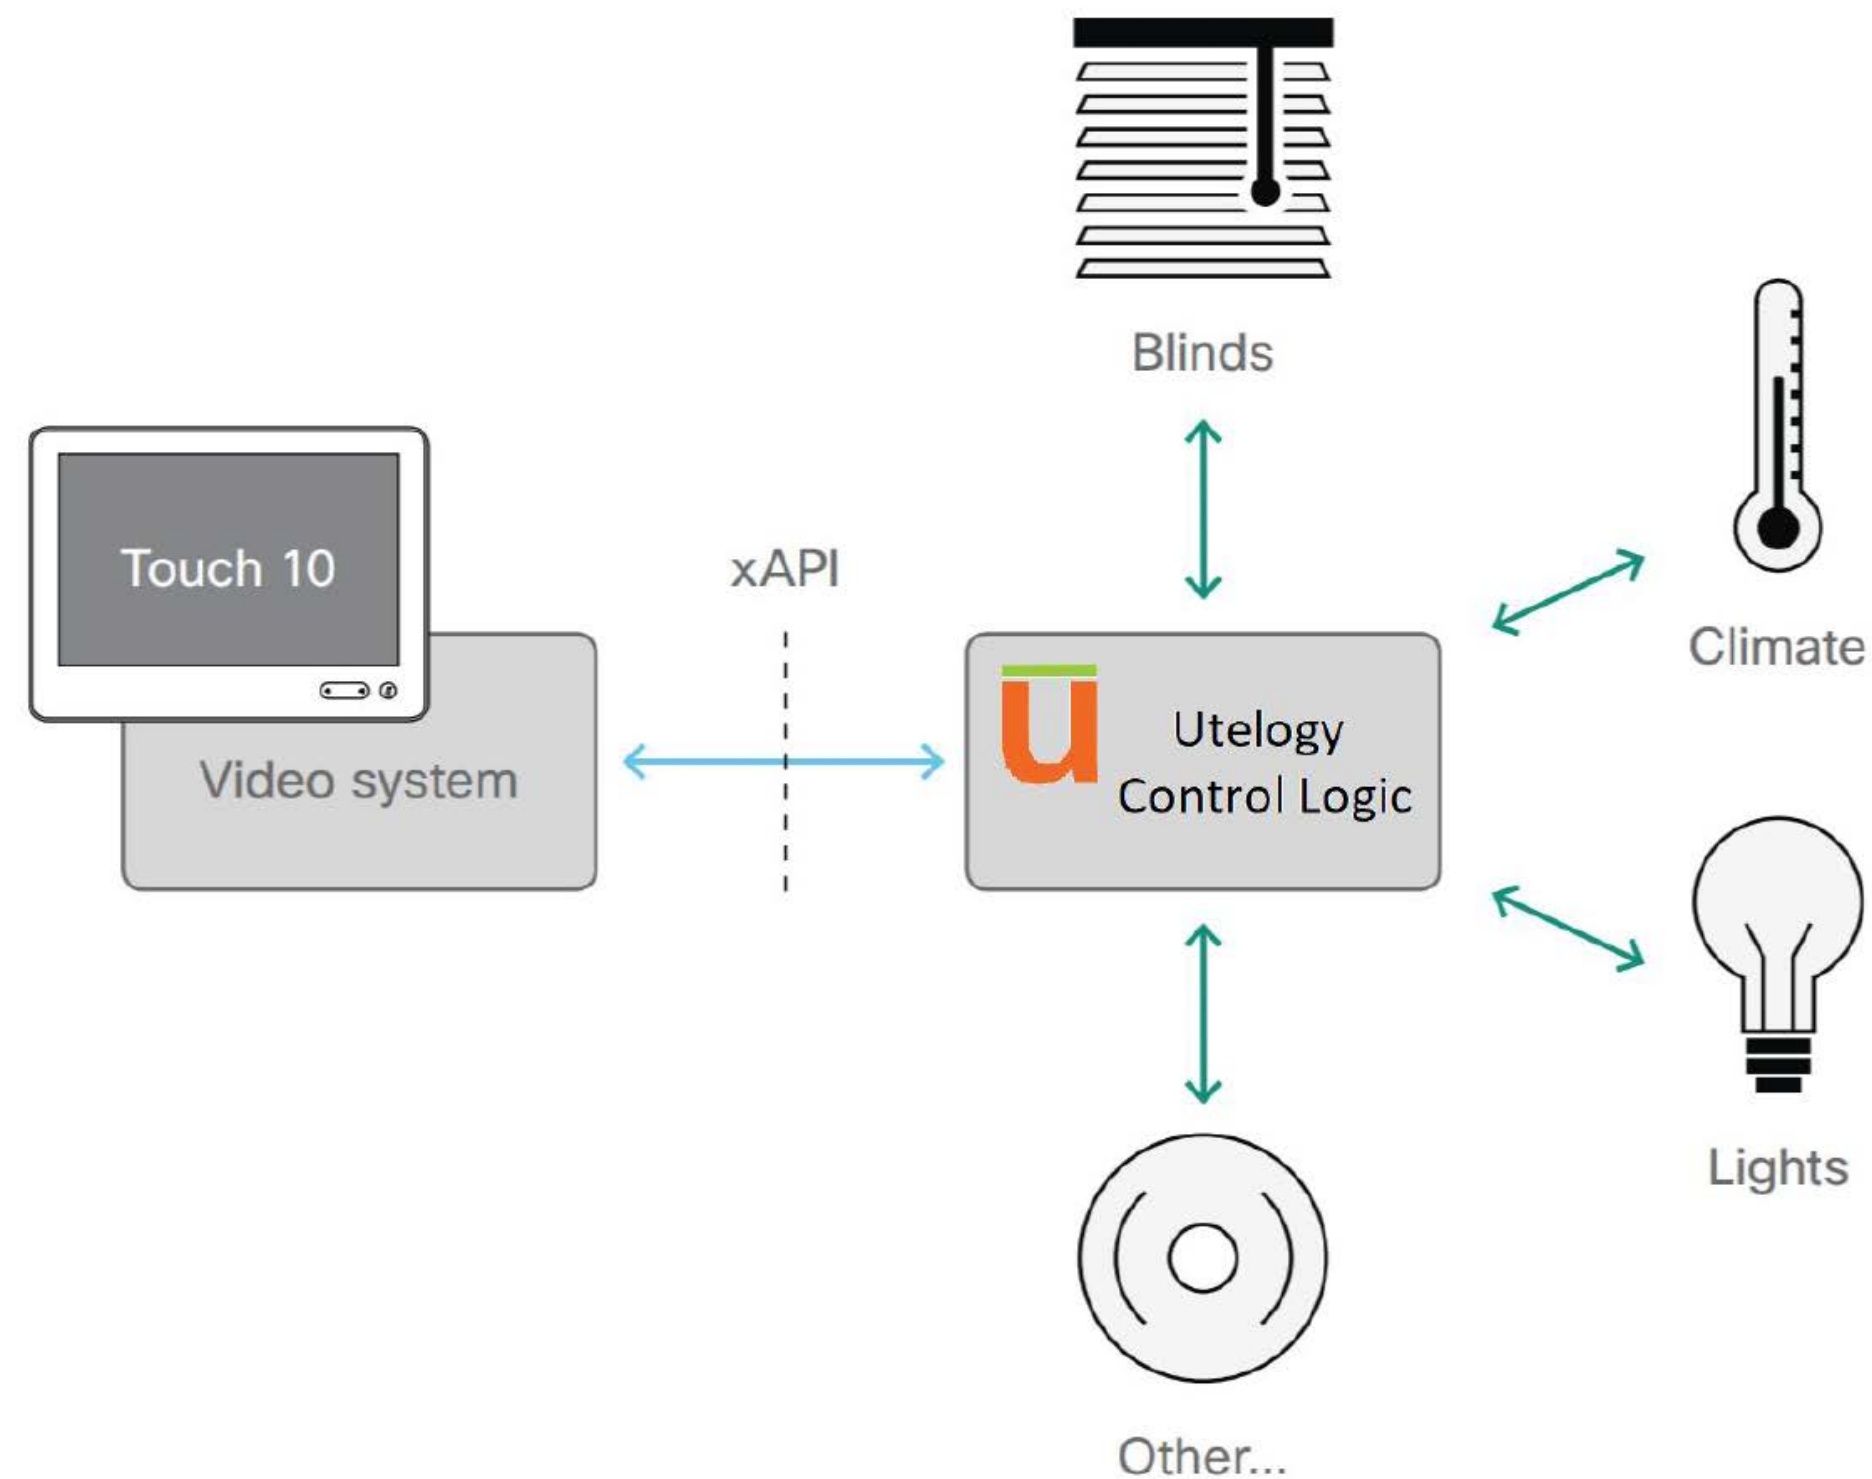 Blinds
Climate
Touch 10
xAPI
Video system
Utelogy
Control Logic
Lights
Other...